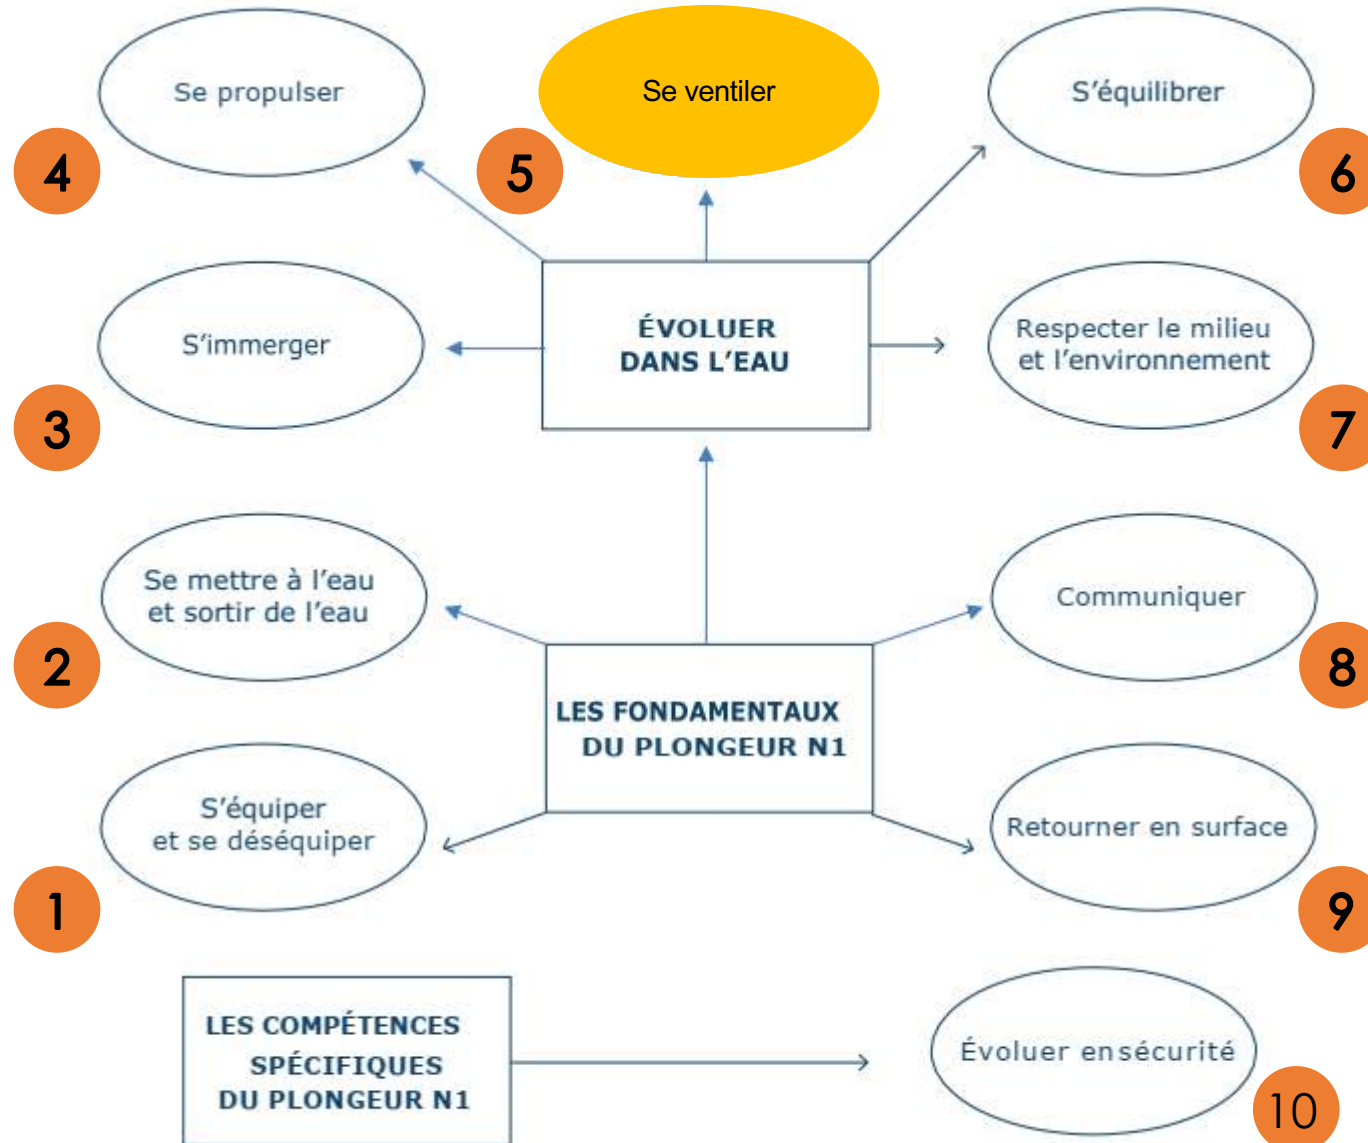 Se propulser
Se ventiler
S’équilibrer
4
5
6
S’immerger
ÉVOLUER
DANS L’EAU
Respecter le milieu
et l’environnement
3
7
Se mettre à l’eau
et sortir de l’eau
Communiquer
2
8
LES FONDAMENTAUX
DU PLONGEUR N1
S’équiper
et se déséquiper
Retourner en surface
1
9
LES COMPÉTENCES
SPÉCIFIQUES
DU PLONGEUR N1
Évoluer ensécurité
10